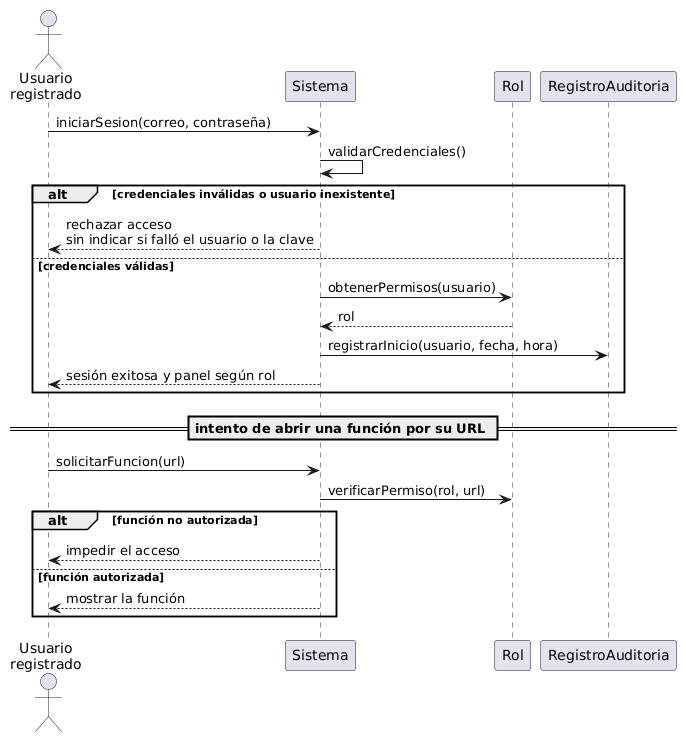 Usuario
registrado
Sistema
Rol
RegistroAuditoria
iniciarSesion(correo, contraseña)
validarCredenciales()
alt
[credenciales inválidas o usuario inexistente]
rechazar acceso
sin indicar si falló el usuario o la clave
[credenciales válidas]
obtenerPermisos(usuario)
rol
registrarInicio(usuario, fecha, hora)
sesión exitosa y panel según rol
intento de abrir una función por su URL
solicitarFuncion(url)
verificarPermiso(rol, url)
alt
[función no autorizada]
impedir el acceso
[función autorizada]
mostrar la función
Usuario
registrado
Sistema
Rol
RegistroAuditoria